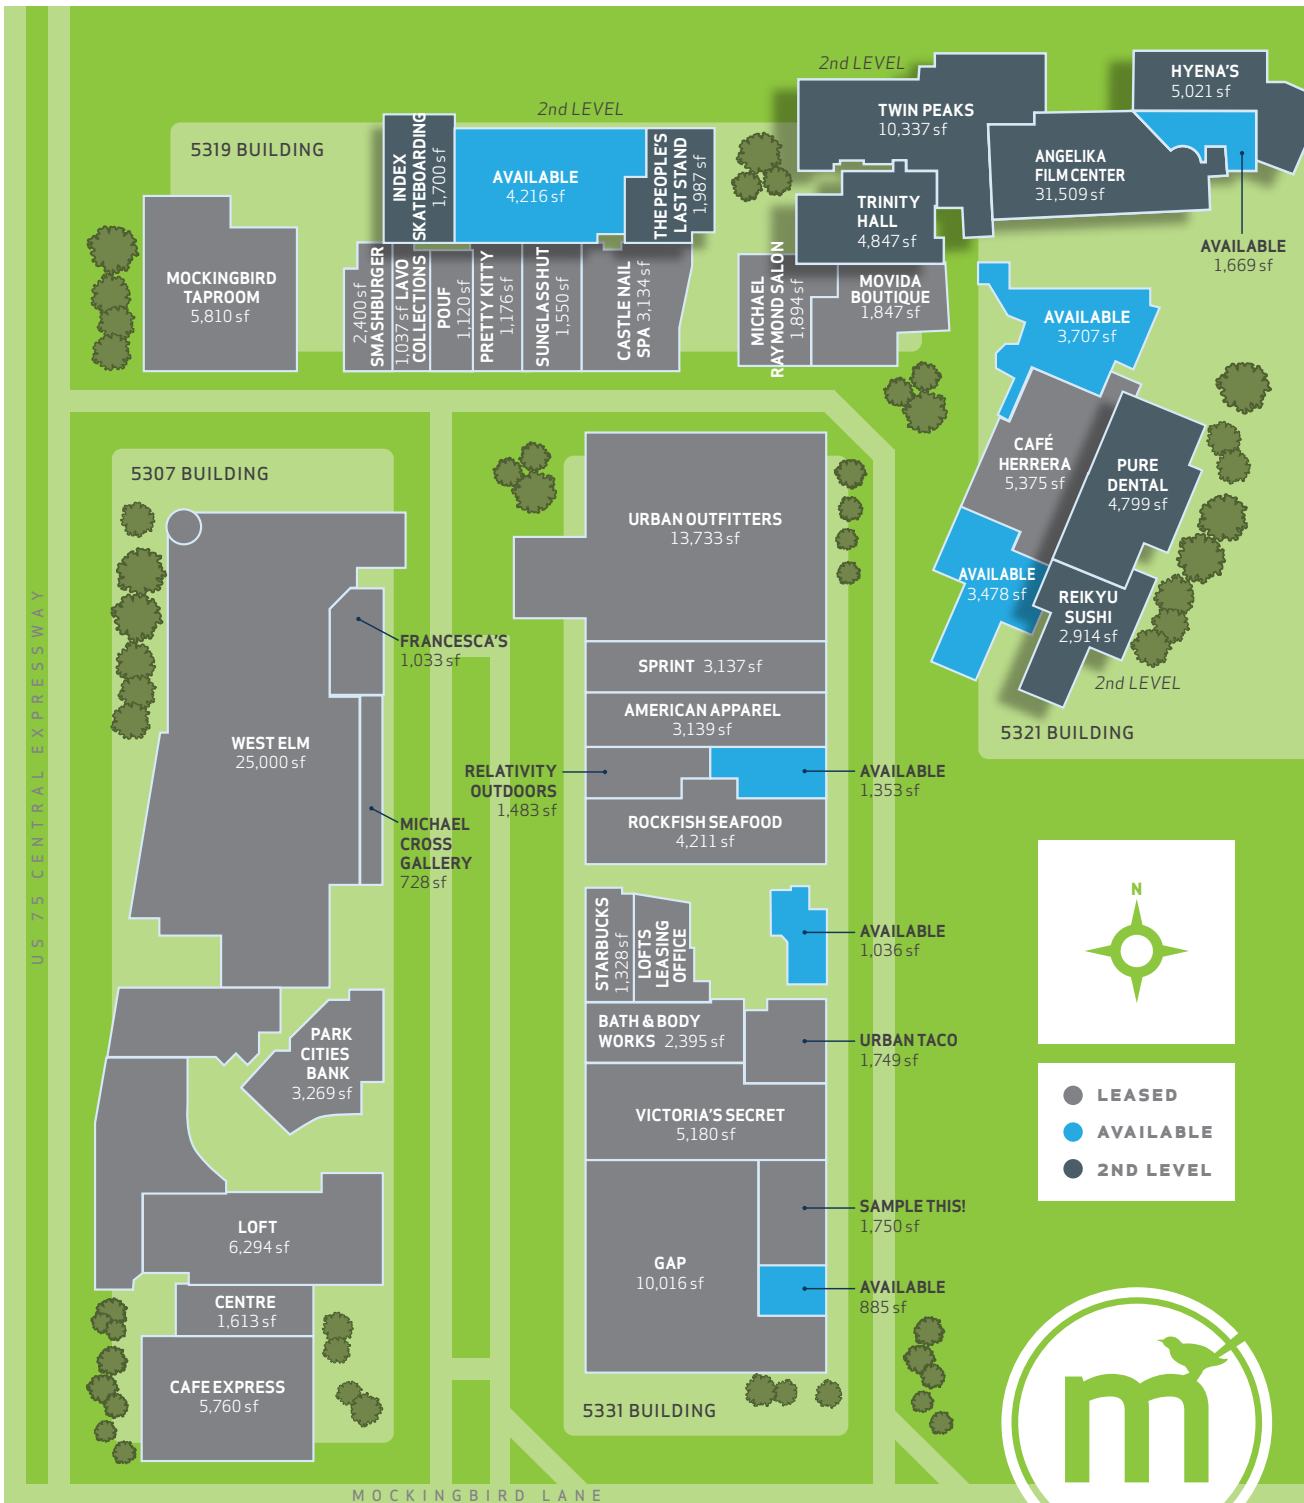 2nd LEVEL
HYENA'S
5,021 sf
TWIN PEAKS
10,337 sf
2nd LEVEL
5319 BUILDING
INDEX
SKATEBOARDING
1,700 sf
AVAILABLE
4,216 sf
THE PEOPLE'S
LAST STAND
1,987 sf
ANGELIKA
FILM CENTER
31,509 sf
TRINITY
HALL
4,847 sf
AVAILABLE
1,669 sf
MOCKINGBIRD
TAPROOM
5,810 sf
2,400 sf
SMASHBURGER
1,037 sf LAVO
COLLECTIONS
POUF
1,120 sf
PRETTY KITTY
1,176 sf
SUNGLASSHUT
1,550 sf
CASTLE NAIL
SPA 3,134 sf
MICHAEL
RAYMOND SALON
1,894 sf
MOVIDA
BOUTIQUE
1,847 sf
AVAILABLE
3,707 sf
CAFÉ
HERRERA
5,375 sf
PURE
DENTAL
4,799 sf
AVAILABLE
3,478 sf
REIKYU
SUSHI
2,914 sf
2nd LEVEL
5321 BUILDING
5307 BUILDING
URBAN OUTFITTERS
13,733 sf
US 75 CENTRAL EXPRESSWAY
FRANCESCA'S
1,033 sf
SPRINT 3,137 sf
AMERICAN APPAREL
3,139 sf
WEST ELM
25,000 sf
RELATIVITY
OUTDOORS
1,483 sf
AVAILABLE
1,353 sf
MICHAEL
CROSS
GALLERY
728 sf
ROCKFISH SEAFOOD
4,211 sf
STARBUCKS
1,328 sf
LOFTS
LEASING
OFFICE
AVAILABLE
1,036 sf
N
PARK
CITIES
BANK
3,269 sf
BATH & BODY
WORKS 2,395 sf
URBAN TACO
1,749 sf
VICTORIA'S SECRET
5,180 sf
LEASED
AVAILABLE
2ND LEVEL
LOFT
6,294 sf
SAMPLE THIS!
1,750 sf
GAP
10,016 sf
AVAILABLE
885 sf
CENTRE
1,613 sf
CAFE EXPRESS
5,760 sf
5331 BUILDING
m
MOCKINGBIRD LANE